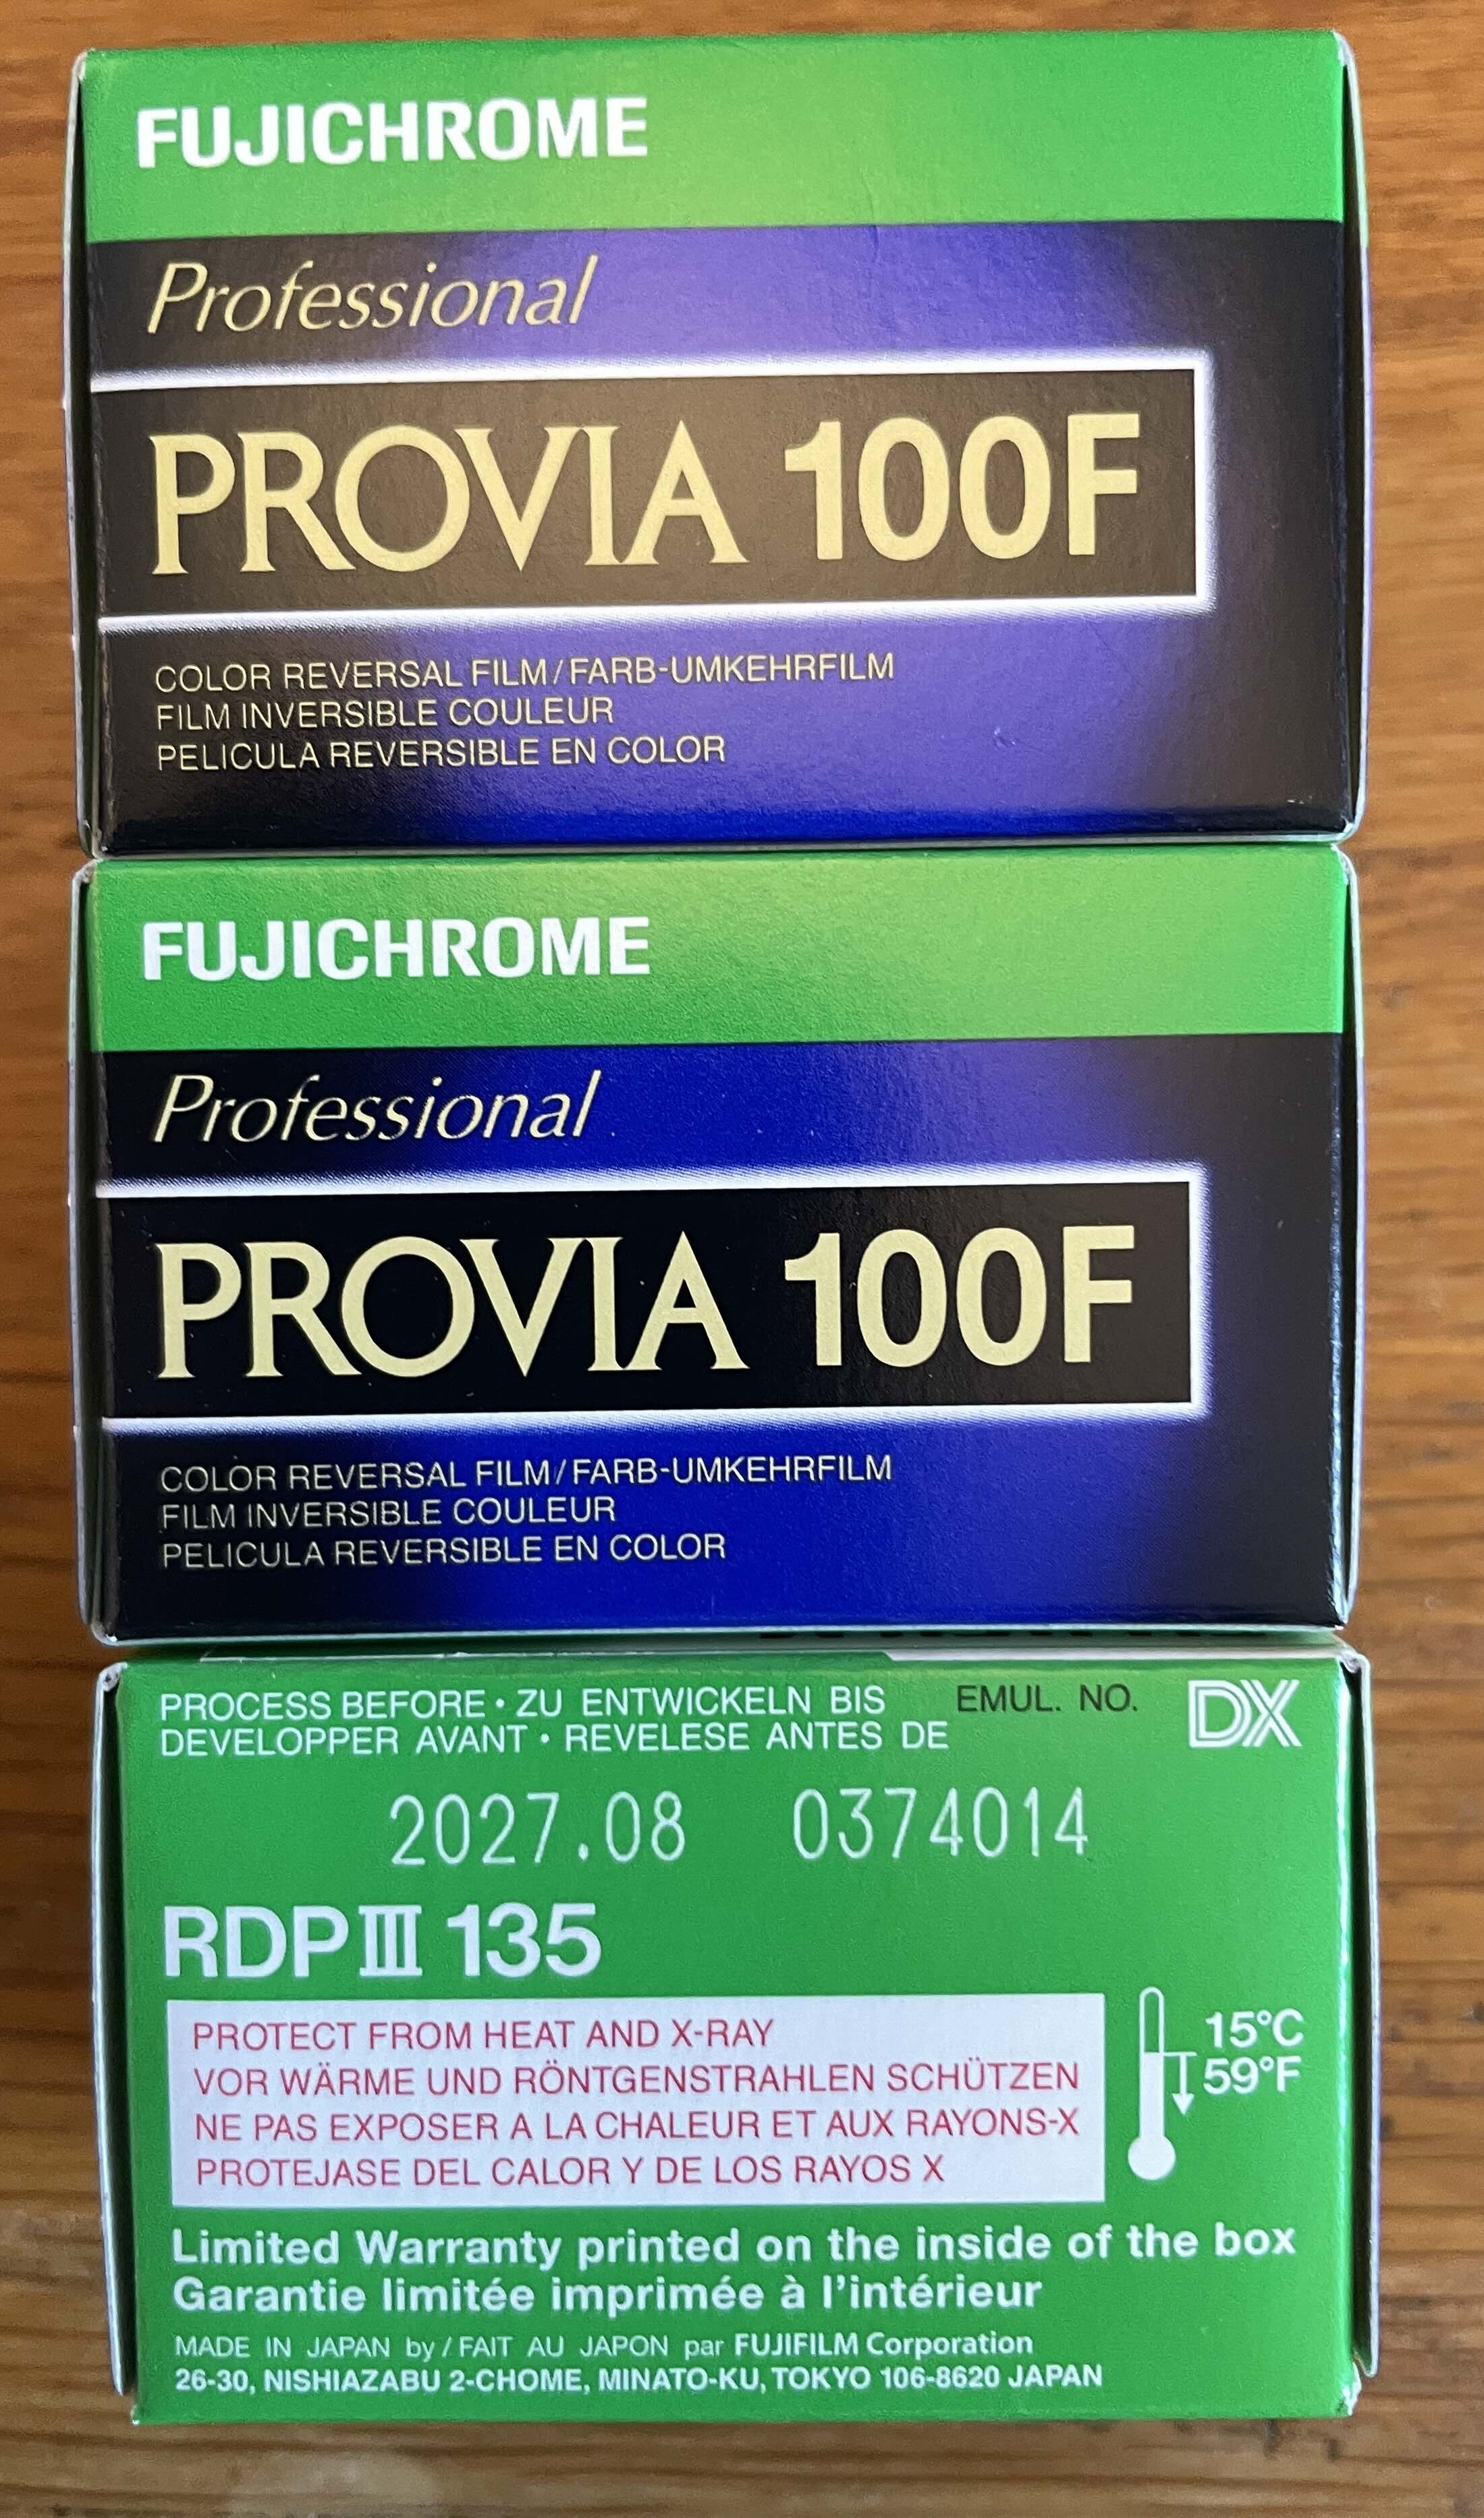 FUJICHROME
Professional
PROVIA 100F
COLOR REVERSAL FILM/FARB-UMKEHRFILM
FILM INVERSIBLE COULEUR
PELICULA REVERSIBLE EN COLOR
FUJICHROME
Professional
PROVIA 100F
COLOR REVERSAL FILM/FARB-UMKEHRFILM
FILM INVERSIBLE COULEUR
PELICULA REVERSIBLE EN COLOR
PROCESS BEFORE • ZU ENTWICKELN BIS EMUL. NO. DX
DEVELOPPER AVANT • REVELESE ANTES DE
2027.08 0374014
RDPIII 135
PROTECT FROM HEAT AND X-RAY
VOR WÄRME UND RÖNTGENSTRAHLEN SCHÜTZEN
NE PAS EXPOSER A LA CHALEUR ET AUX RAYONS-X
PROTEJASE DEL CALOR Y DE LOS RAYOS X
15°C
59°F
Limited Warranty printed on the inside of the box
Garantie limitée imprimée à l'intérieur
MADE IN JAPAN by / FAIT AU JAPON par FUJIFILM Corporation
26-30, NISHIAZABU 2-CHOME, MINATO-KU, TOKYO 106-8620 JAPAN